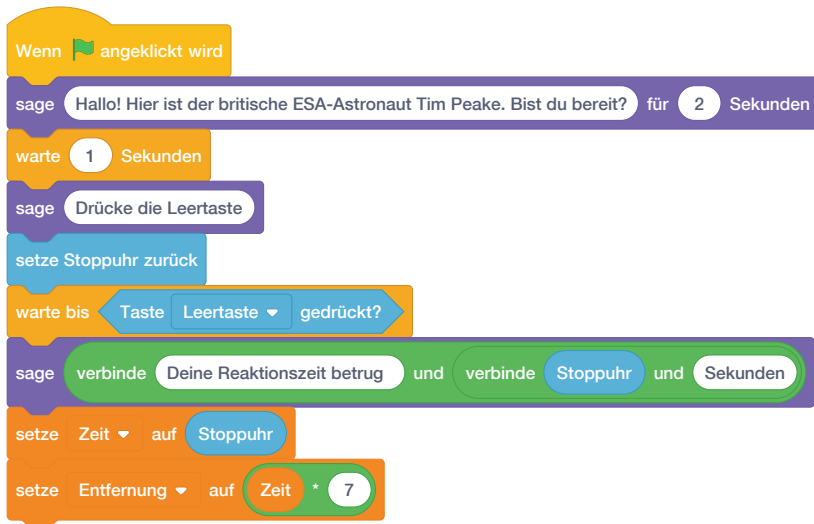 Wenn angeklickt wird
sage Hallo! Hier ist der britische ESA-Astronaut Tim Peake. Bist du bereit? für 2 Sekunden
warte 1 Sekunden
sage Drücke die Leertaste
setze Stoppuhr zurück
warte bis Taste Leertaste gedrückt?
sage verbinde Deine Reaktionszeit betrug und verbinde Stoppuhr und Sekunden
setze Zeit auf Stoppuhr
setze Entfernung auf Zeit * 7